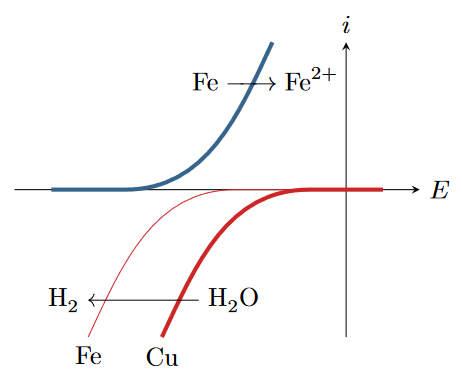 i
Fe → Fe²⁺
E
H₂ ← H₂O
Fe
Cu